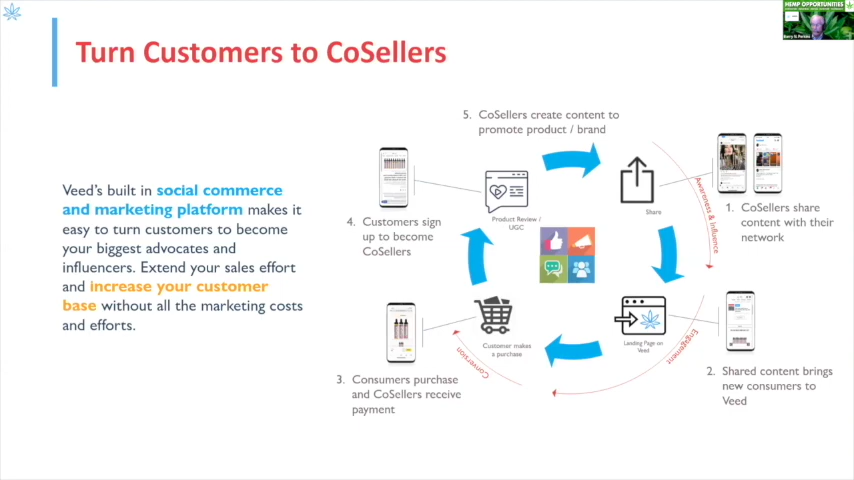 HEMP OPPORTUNITIES
Turn Customers to CoSellers
Veed's built in social commerce
and marketing platform makes it
easy to turn customers to become
your biggest advocates and
influencers. Extend your sales effort
and increase your customer
base without all the marketing costs
and efforts.
5. CoSellers create content to
promote product / brand
Share
Awareness & Influence
1. CoSellers share
content with their
network
Landing Page on
Veed
Engagement
2. Shared content brings
new consumers to
Veed
Customer makes
a purchase
Conversion
3. Consumers purchase
and CoSellers receive
payment
4. Customers sign
up to become
CoSellers
Product Review /
UGC